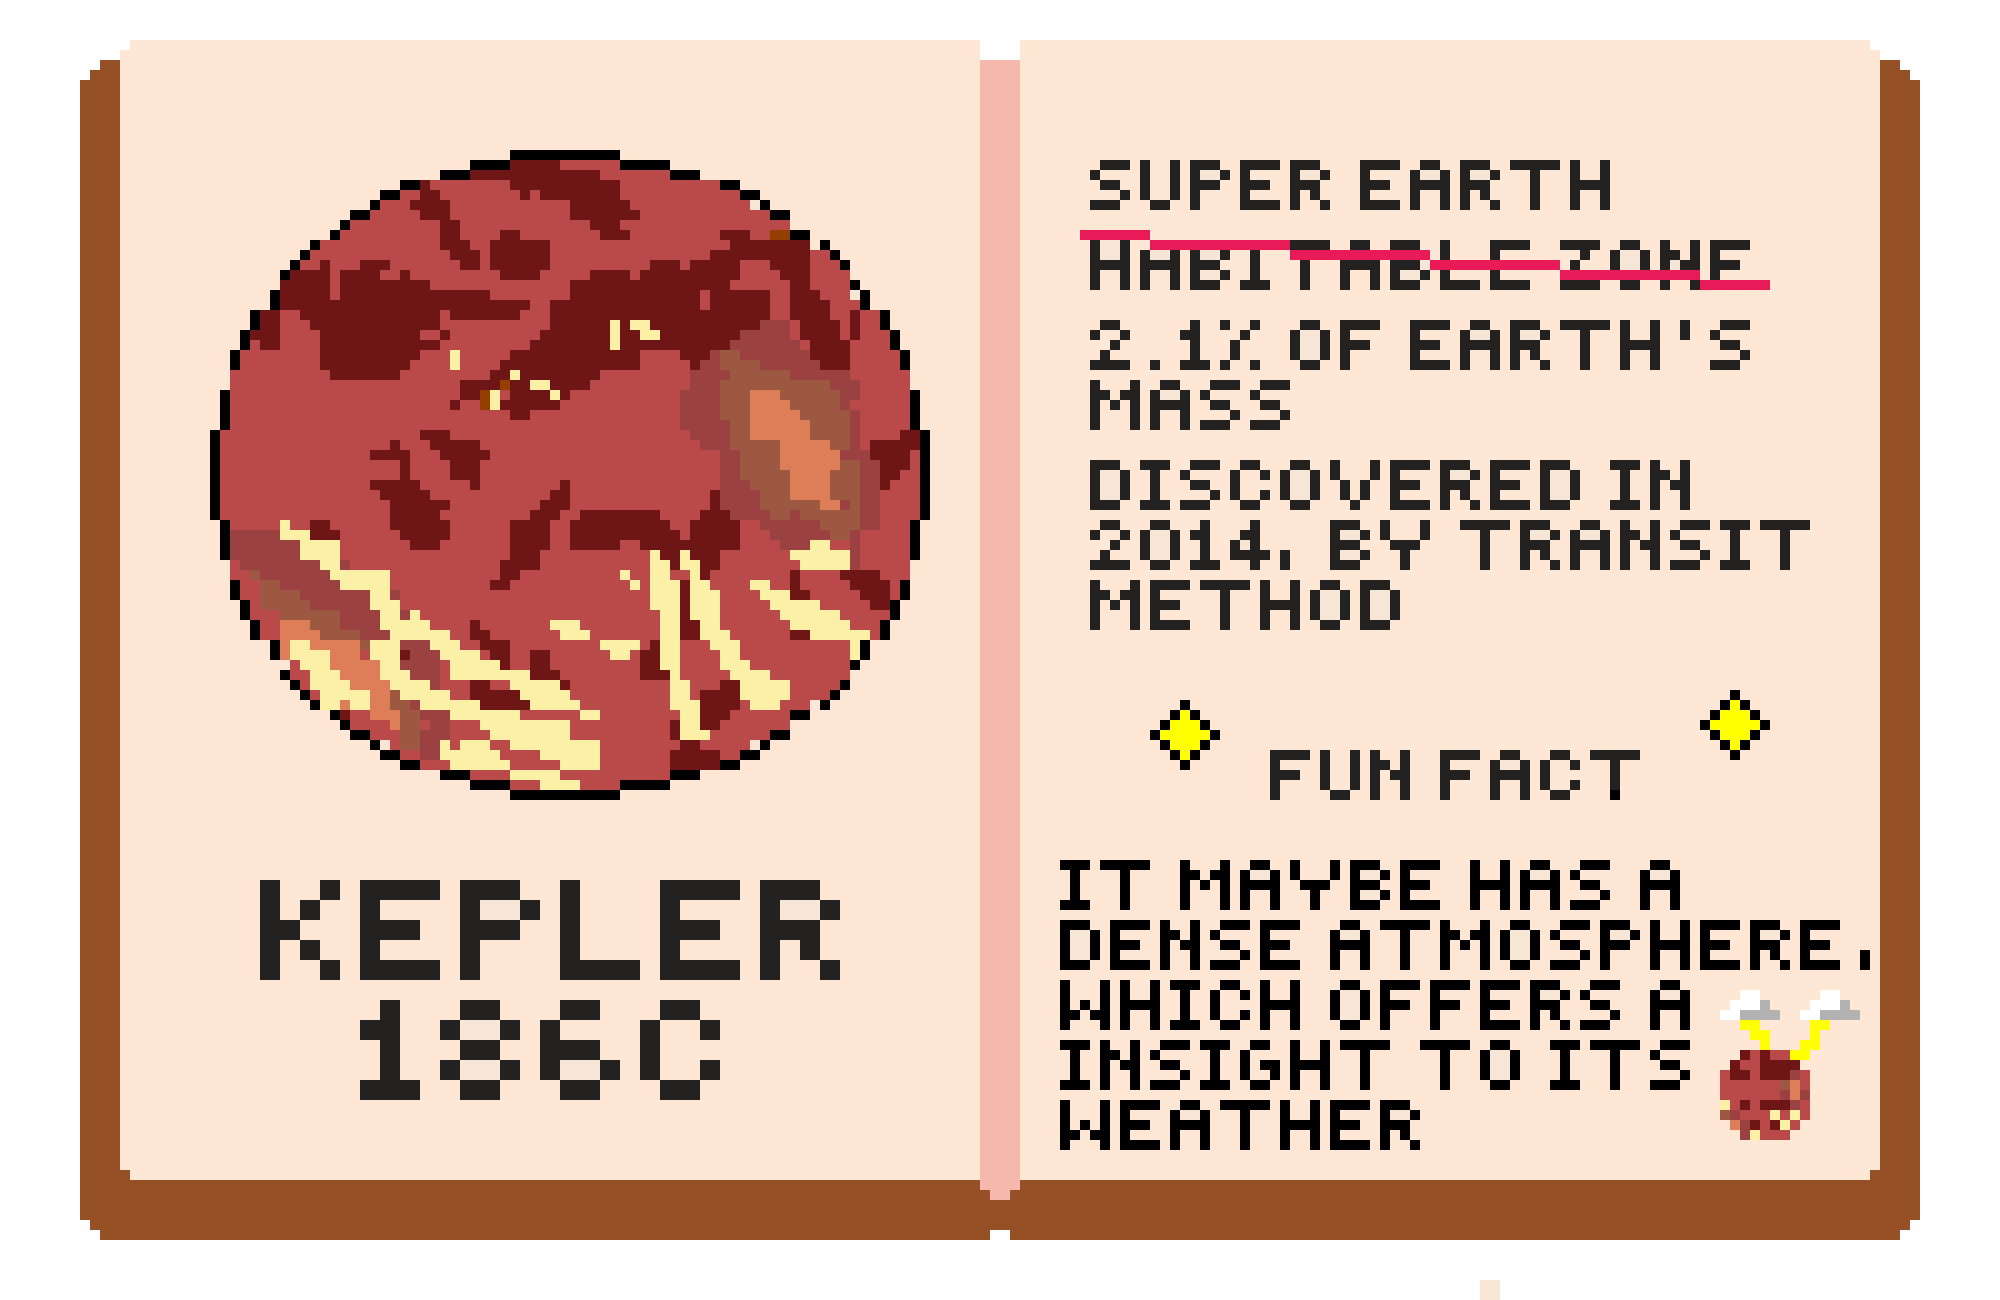 KEPLER
186C
SUPER EARTH
HABITABLE ZONE
2.1% OF EARTH'S
MASS
DISCOVERED IN
2014, BY TRANSIT
METHOD
FUN FACT
IT MAYBE HAS A
DENSE ATMOSPHERE,
WHICH OFFERS A
INSIGHT TO ITS
WEATHER